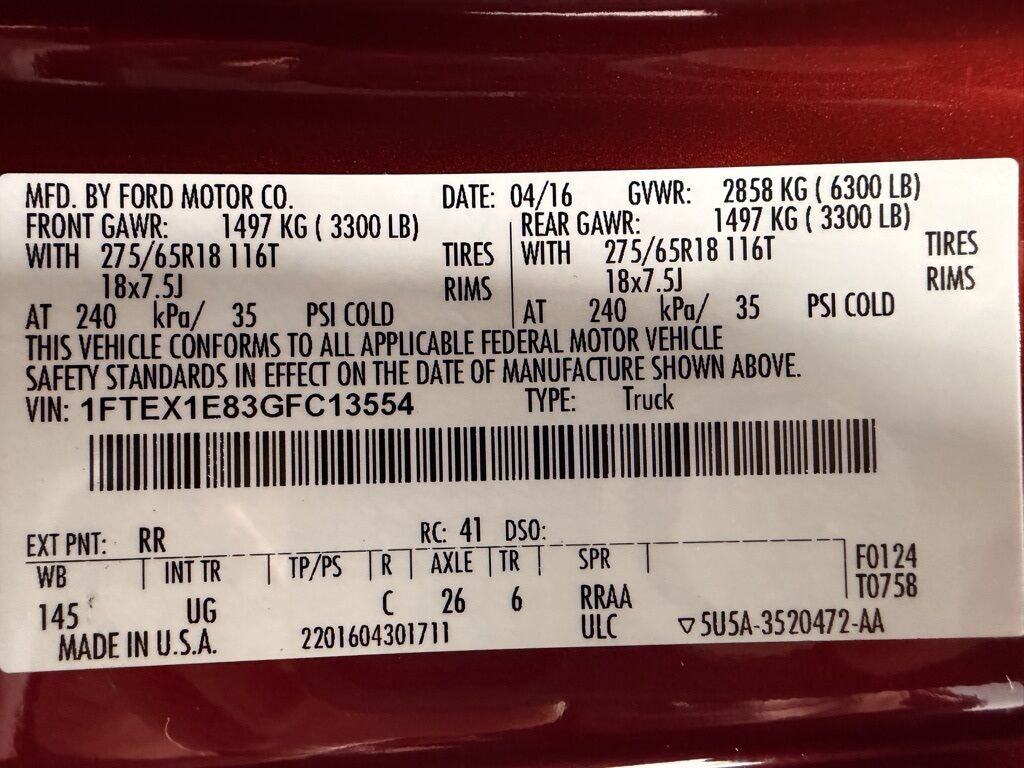 MFD. BY FORD MOTOR CO. DATE: 04/16 GVWR: 2858 KG ( 6300 LB)
FRONT GAWR: 1497 KG ( 3300 LB) REAR GAWR: 1497 KG ( 3300 LB)
WITH 275/65R18 116T TIRES WITH 275/65R18 116T TIRES
18x7.5J RIMS 18x7.5J RIMS
AT 240 kPa/ 35 PSI COLD AT 240 kPa/ 35 PSI COLD
THIS VEHICLE CONFORMS TO ALL APPLICABLE FEDERAL MOTOR VEHICLE
SAFETY STANDARDS IN EFFECT ON THE DATE OF MANUFACTURE SHOWN ABOVE.
VIN: 1FTEX1E83GFC13554 TYPE: Truck
EXT PNT: RR RC: 41 DSO:
WB INT TR TP/PS R AXLE TR SPR F0124
145 UG C 26 6 RRAA T0758
MADE IN U.S.A. 2201604301711 ULC ▽5U5A-3520472-AA